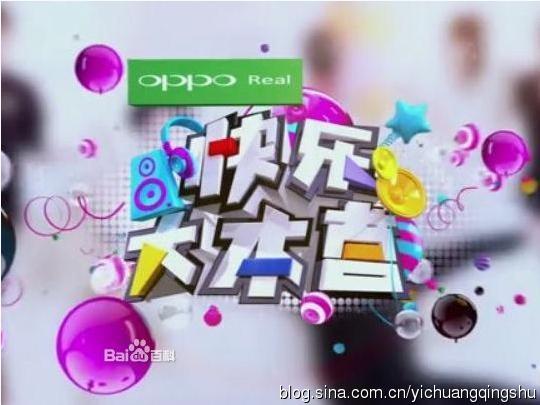 oppo Real
快乐
大本营
Bai百科
blog.sina.com.cn/yichuangqingshu